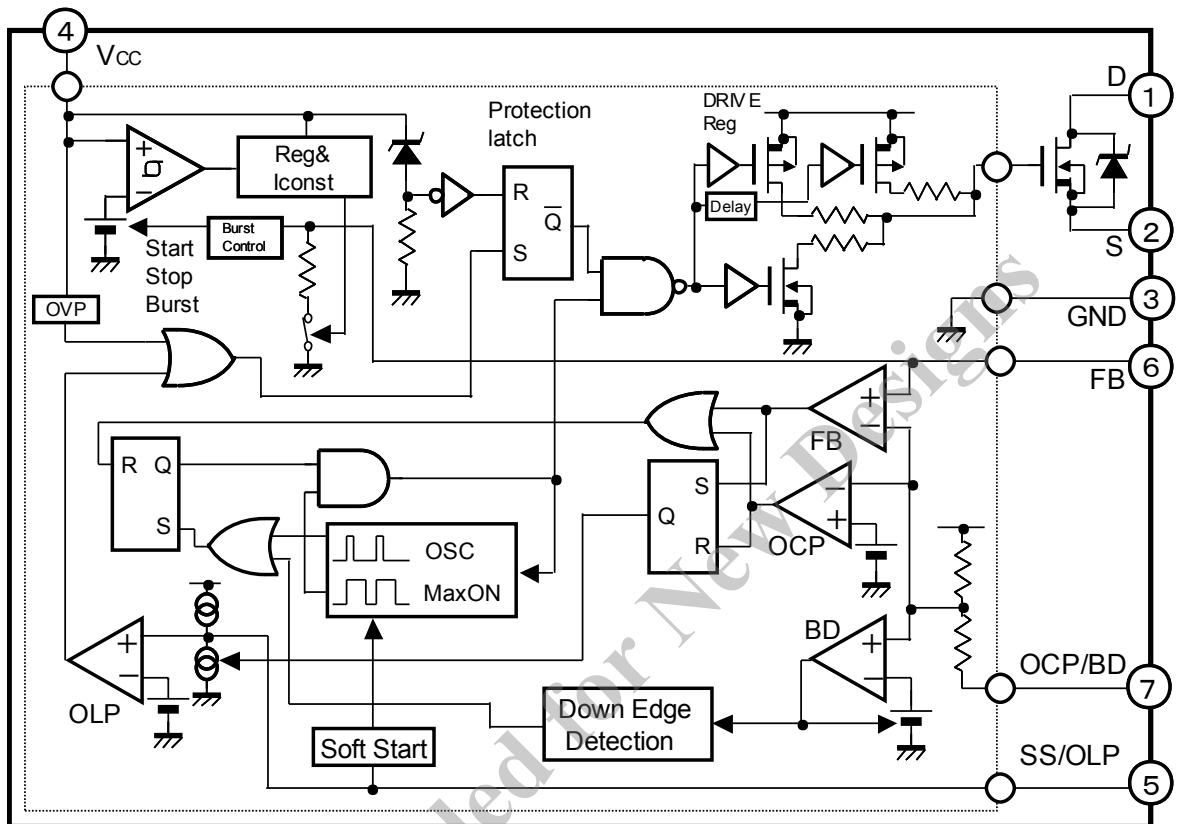 4
VCC
D
1
DRIVE
Reg
Protection
latch
Reg&
Iconst
+
−
R
Q
S
Delay
Burst
Control
Start
Stop
Burst
S
2
OVP
3
GND
6
FB
+
−
FB
R
Q
S
S
Q
R
−
+
OCP
OSC
MaxON
BD
+
−
+
−
OLP
OCP/BD
7
Down Edge
Detection
Soft Start
SS/OLP
5
led for New Designs